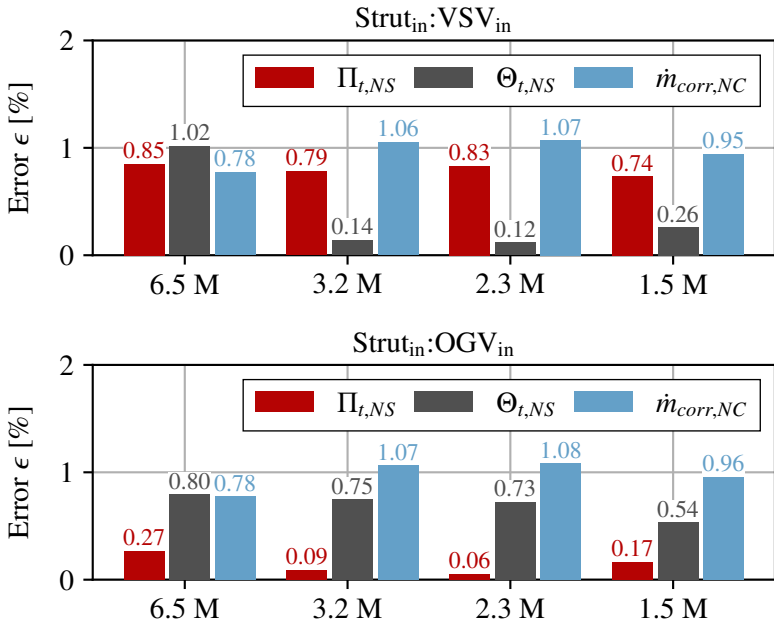 Strut_in:VSV_in
Error ϵ [%]
2
1
0
Π_t,NS Θ_t,NS ṁ_corr,NC
0.85 1.02 0.78 0.79 0.14 1.06 0.83 0.12 1.07 0.74 0.26 0.95
6.5 M 3.2 M 2.3 M 1.5 M
Strut_in:OGV_in
Error ϵ [%]
2
1
0
Π_t,NS Θ_t,NS ṁ_corr,NC
0.27 0.80 0.78 0.09 0.75 1.07 0.06 0.73 1.08 0.17 0.54 0.96
6.5 M 3.2 M 2.3 M 1.5 M